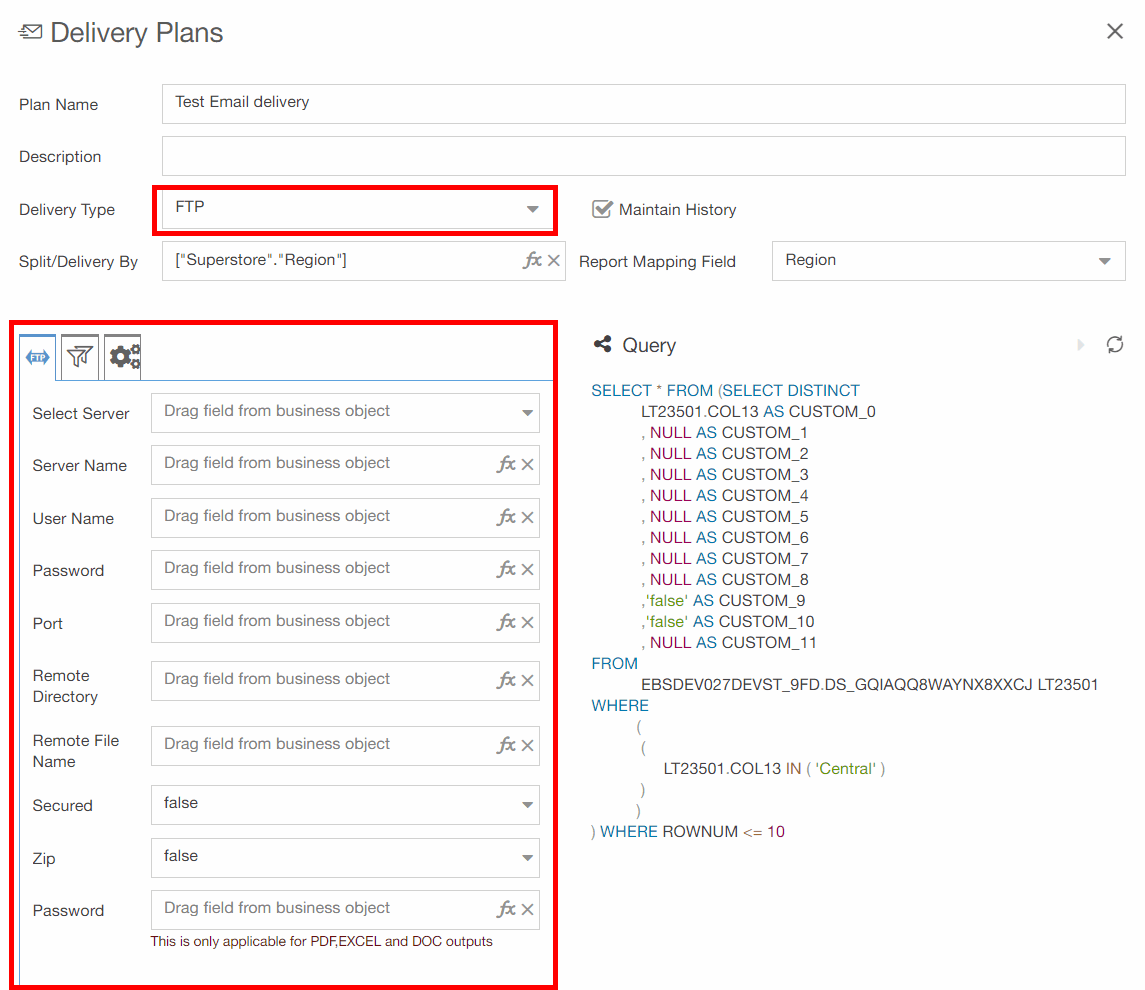 Delivery Plans
Plan Name
Test Email delivery
Description
Delivery Type
FTP
Maintain History
Split/Delivery By
["Superstore"."Region"]
fx
Report Mapping Field
Region
FTP
Select Server
Drag field from business object
Server Name
Drag field from business object
fx
User Name
Drag field from business object
fx
Password
Drag field from business object
fx
Port
Drag field from business object
fx
Remote
Directory
Drag field from business object
fx
Remote File
Name
Drag field from business object
fx
Secured
false
Zip
false
Password
Drag field from business object
fx
This is only applicable for PDF,EXCEL and DOC outputs
Query
SELECT * FROM (SELECT DISTINCT
LT23501.COL13 AS CUSTOM_0
, NULL AS CUSTOM_1
, NULL AS CUSTOM_2
, NULL AS CUSTOM_3
, NULL AS CUSTOM_4
, NULL AS CUSTOM_5
, NULL AS CUSTOM_6
, NULL AS CUSTOM_7
, NULL AS CUSTOM_8
,'false' AS CUSTOM_9
,'false' AS CUSTOM_10
, NULL AS CUSTOM_11
FROM
EBSDEV027DEVST_9FD.DS_GQIAQQ8WAYNX8XXCJ LT23501
WHERE
(
(
LT23501.COL13 IN ( 'Central' )
)
)
) WHERE ROWNUM <= 10